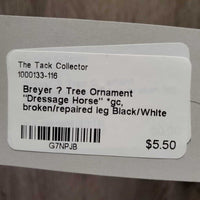 The Tack Collector
1000133-116
Breyer ? Tree Ornament
"Dressage Horse" *gc,
broken/repaired leg Black/White
G7NPJB
$5.50